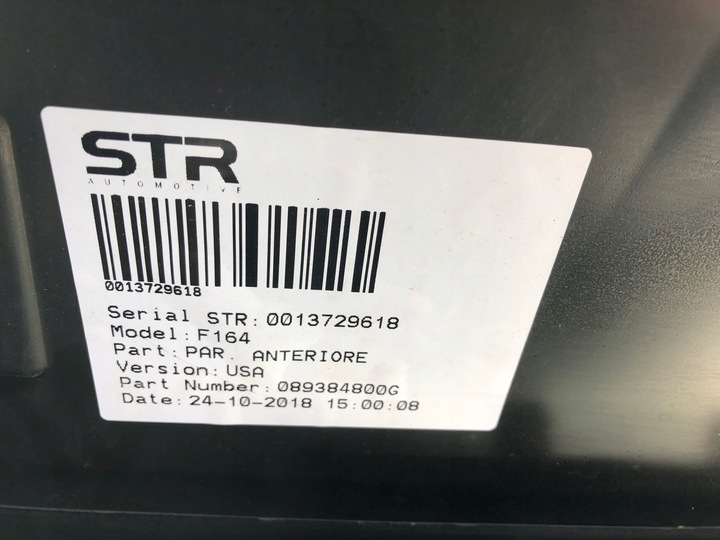 STR
AUTOMOTIVE
0013729618
Serial STR: 0013729618
Model: F164
Part: PAR. ANTERIORE
Version: USA
Part Number: 089384800G
Date: 24-10-2018 15:00:08